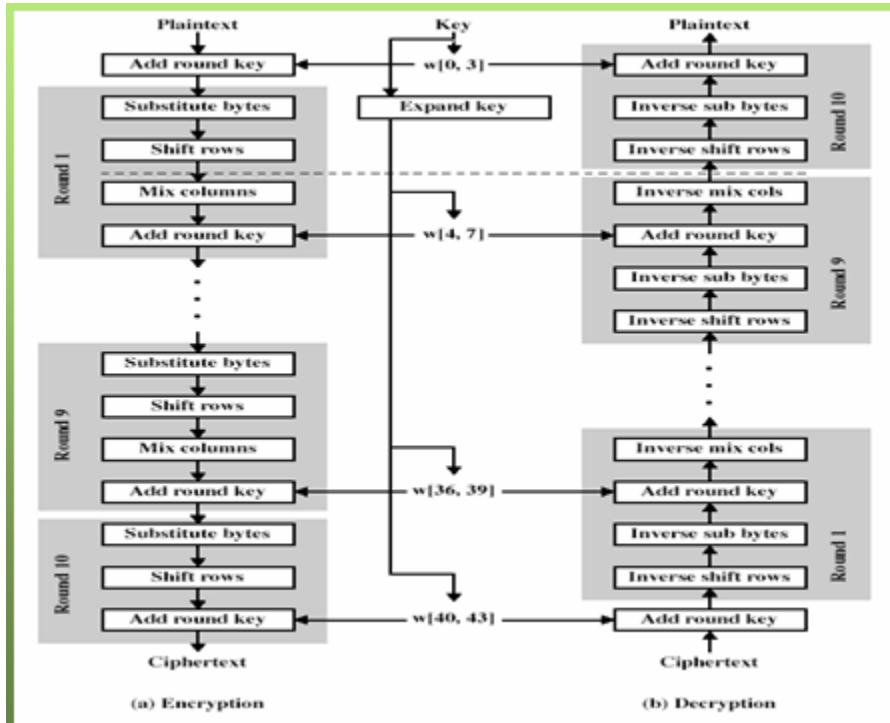 Plaintext
Add round key
Round 1
Substitute bytes
Shift rows
Mix columns
Add round key
Round 9
Substitute bytes
Shift rows
Mix columns
Add round key
Round 10
Substitute bytes
Shift rows
Add round key
Ciphertext
(a) Encryption
Key
w[0, 3]
Expand key
w[4, 7]
w[36, 39]
w[40, 43]
Plaintext
Add round key
Inverse sub bytes
Inverse shift rows
Round 10
Inverse mix cols
Add round key
Inverse sub bytes
Inverse shift rows
Round 9
Inverse mix cols
Add round key
Inverse sub bytes
Inverse shift rows
Round 1
Add round key
Ciphertext
(b) Decryption